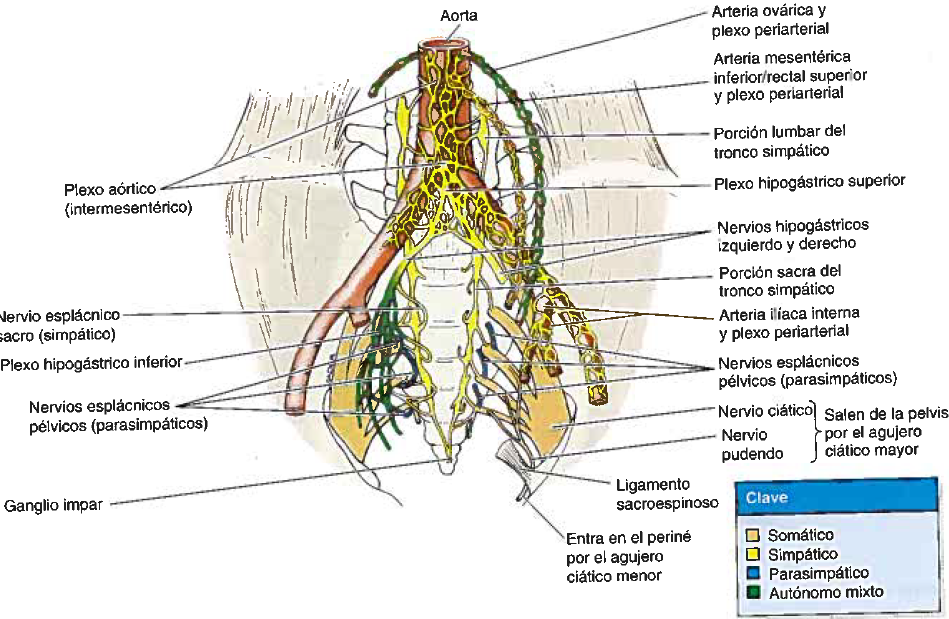 Aorta
Arteria ovárica y
plexo periarterial
Arteria mesentérica
inferior/rectal superior
y plexo periarterial
Porción lumbar del
tronco simpático
Plexo aórtico
(intermesentérico)
Plexo hipogástrico superior
Nervios hipogástricos
izquierdo y derecho
Porción sacra del
tronco simpático
Nervio esplácnico
sacro (simpático)
Arteria ilíaca interna
y plexo periarterial
Plexo hipogástrico inferior
Nervios esplácnicos
pélvicos (parasimpáticos)
Nervios esplácnicos
pélvicos (parasimpáticos)
Nervio ciático
Nervio
pudendo
Salen de la pelvis
por el agujero
ciático mayor
Ganglio impar
Ligamento
sacroespinoso
Entra en el periné
por el agujero
ciático menor
Clave
Somático
Simpático
Parasimpático
Autónomo mixto